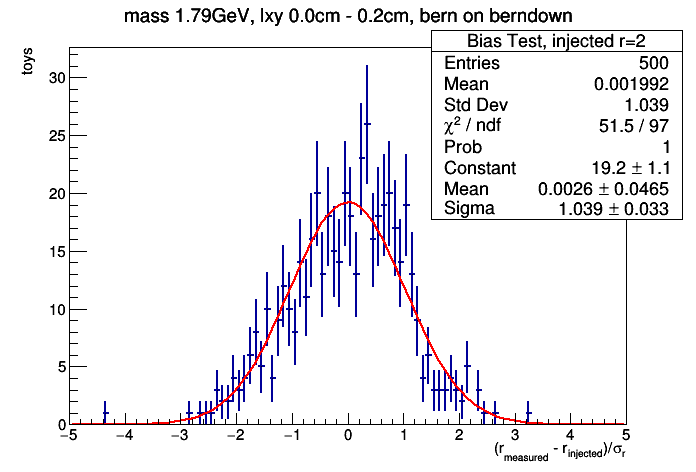 mass 1.79GeV, lxy 0.0cm - 0.2cm, bern on berndown
Bias Test, injected r=2
Entries 500
Mean 0.001992
Std Dev 1.039
χ² / ndf 51.5 / 97
Prob 1
Constant 19.2 ± 1.1
Mean 0.0026 ± 0.0465
Sigma 1.039 ± 0.033
toys
30
25
20
15
10
5
0
−5 −4 −3 −2 −1 0 1 2 3 4 5
(r_measured - r_injected)/σ_r